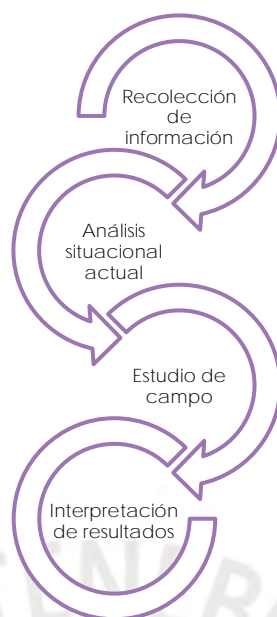 Recolección
de
información
Análisis
situacional
actual
Estudio de
campo
Interpretación
de resultados